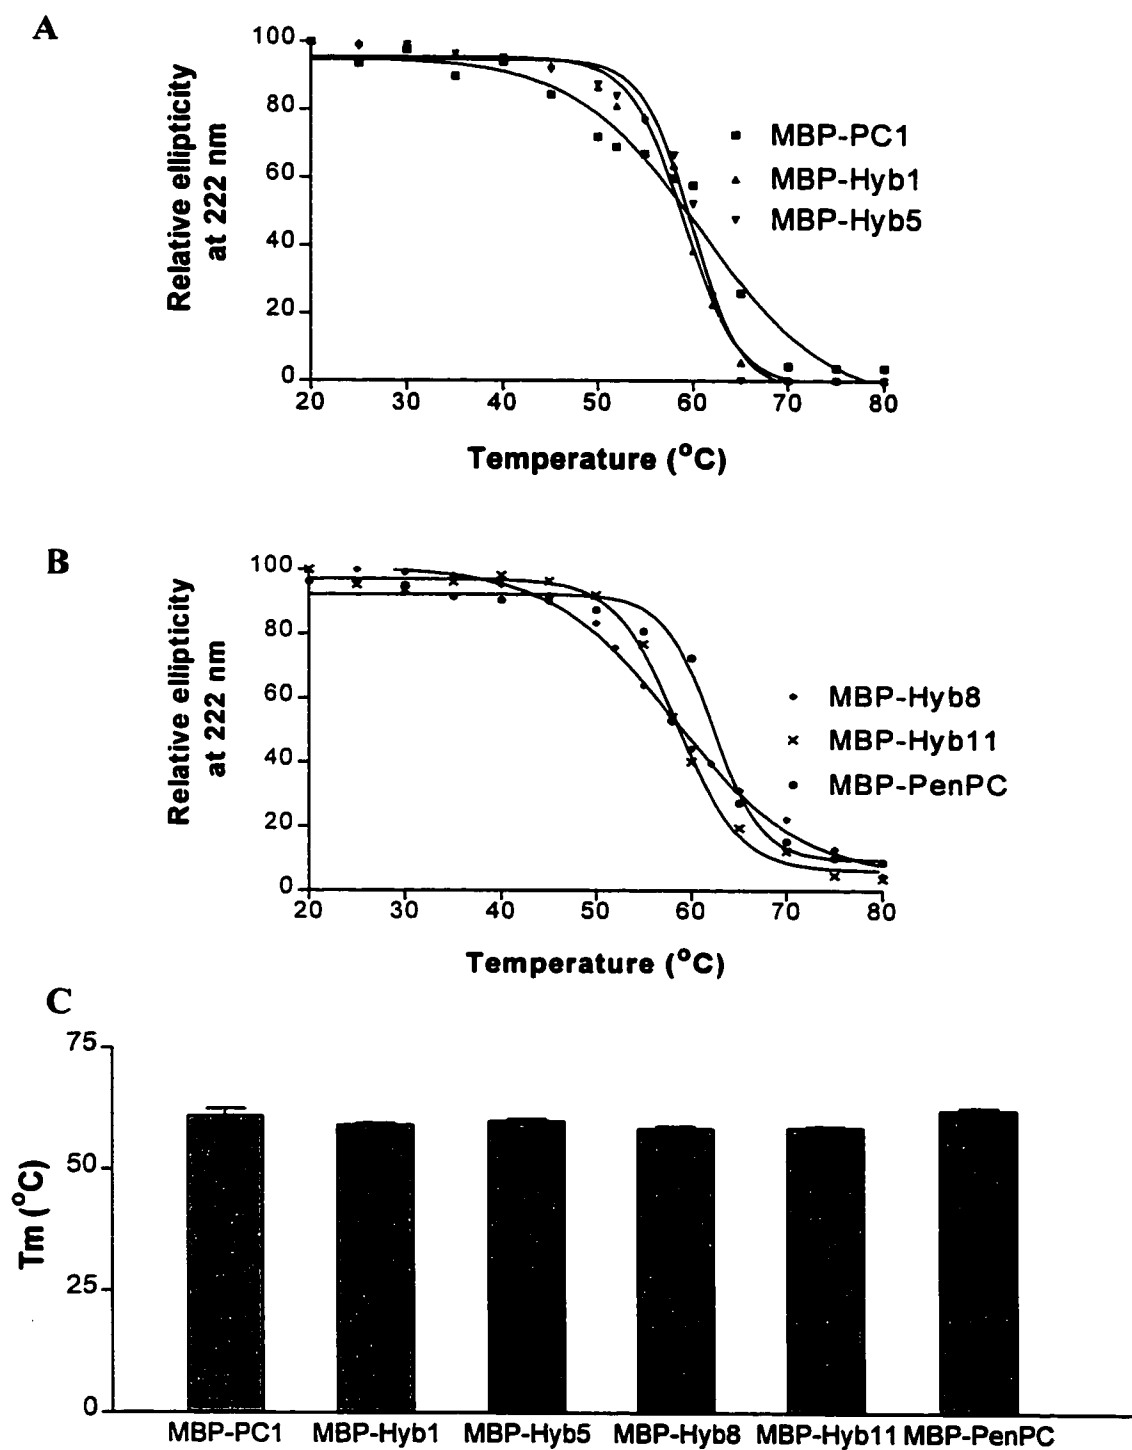 A
Relative ellipticity
at 222 nm
100
80
60
40
20
0
20 30 40 50 60 70 80
Temperature (°C)
MBP-PC1
MBP-Hyb1
MBP-Hyb5
B
Relative ellipticity
at 222 nm
100
80
60
40
20
0
20 30 40 50 60 70 80
Temperature (°C)
MBP-Hyb8
MBP-Hyb11
MBP-PenPC
C
Tm (°C)
75
50
25
0
MBP-PC1 MBP-Hyb1 MBP-Hyb5 MBP-Hyb8 MBP-Hyb11 MBP-PenPC